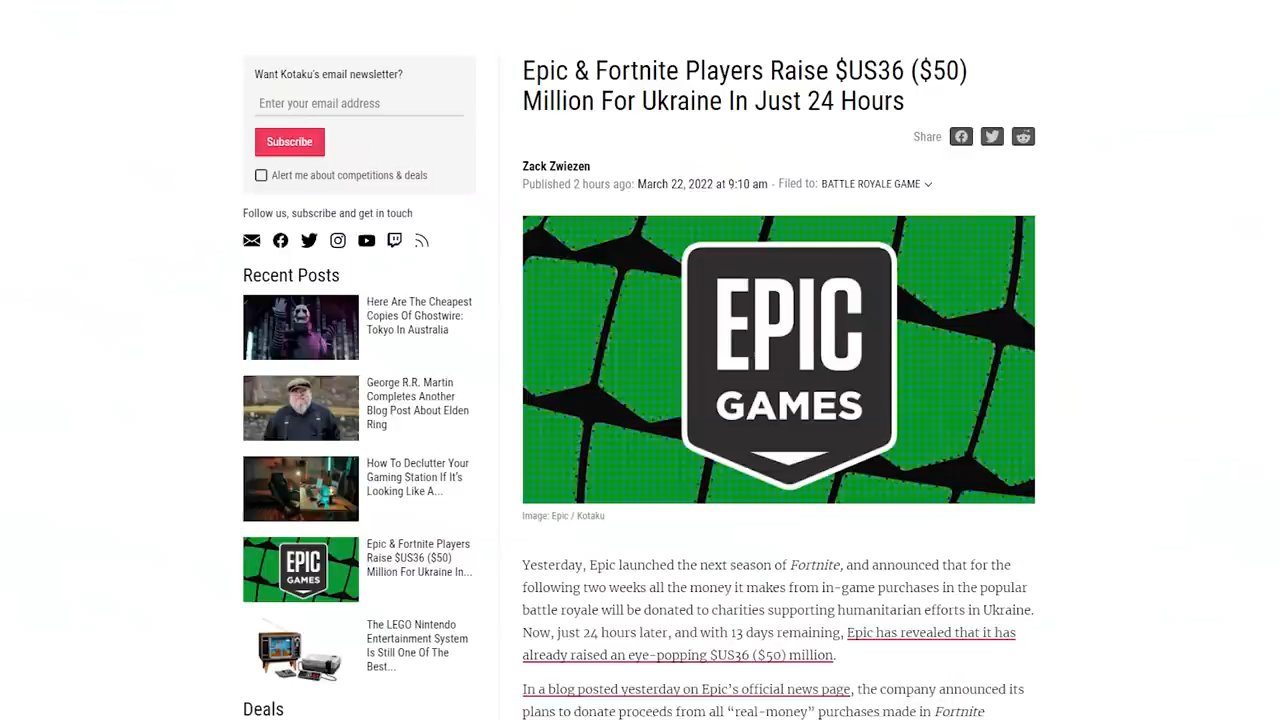 Want Kotaku's email newsletter?
Enter your email address
Subscribe
Alert me about competitions & deals
Follow us, subscribe and get in touch
Recent Posts
Here Are The Cheapest
Copies Of Ghostwire:
Tokyo In Australia
George R.R. Martin
Completes Another
Blog Post About Elden
Ring
How To Declutter Your
Gaming Station If It's
Looking Like A...
EPIC
GAMES
Epic & Fortnite Players
Raise $US36 ($50)
Million For Ukraine In...
The LEGO Nintendo
Entertainment System
Is Still One Of The
Best...
Deals
Epic & Fortnite Players Raise $US36 ($50)
Million For Ukraine In Just 24 Hours
Share
Zack Zwiezen
Published 2 hours ago: March 22, 2022 at 9:10 am - Filed to: BATTLE ROYALE GAME
EPIC
GAMES
Image: Epic / Kotaku
Yesterday, Epic launched the next season of Fortnite, and announced that for the
following two weeks all the money it makes from in-game purchases in the popular
battle royale will be donated to charities supporting humanitarian efforts in Ukraine.
Now, just 24 hours later, and with 13 days remaining, Epic has revealed that it has
already raised an eye-popping $US36 ($50) million.
In a blog posted yesterday on Epic's official news page, the company announced its
plans to donate proceeds from all “real-money” purchases made in Fortnite